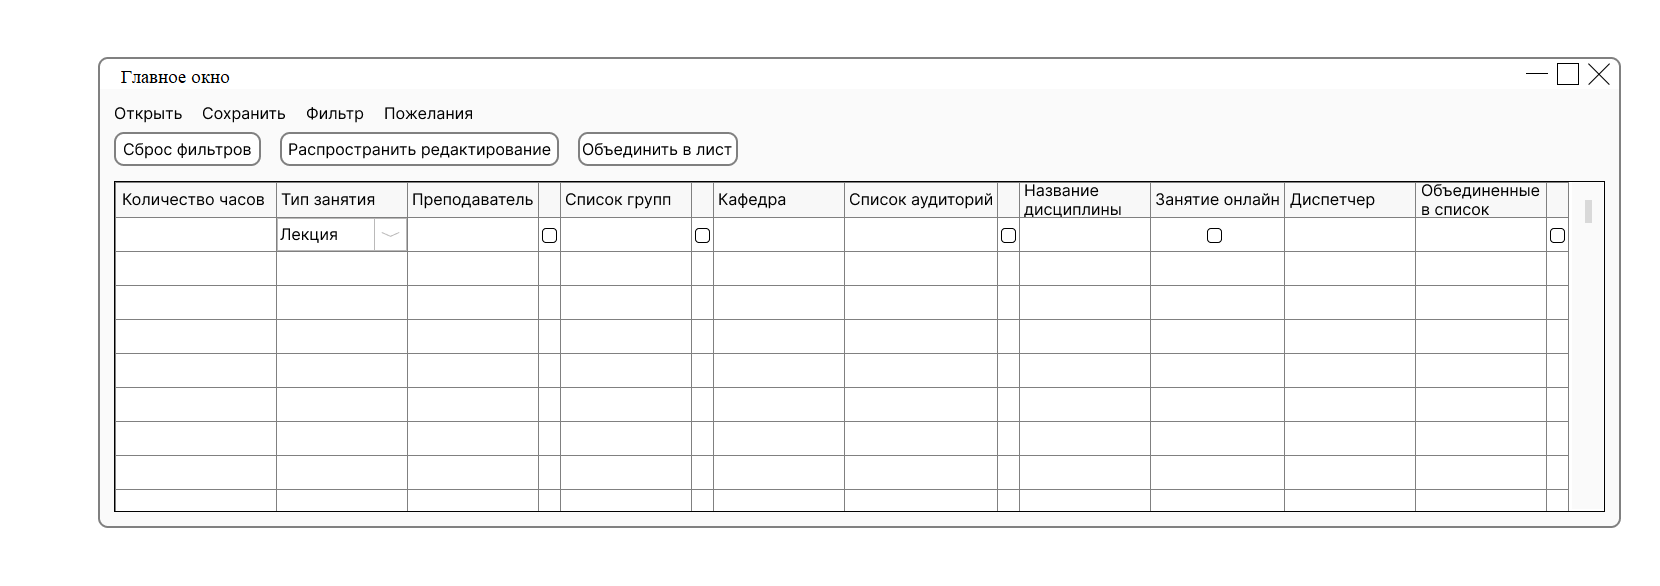 Главное окно
Открыть Сохранить Фильтр Пожелания
Сброс фильтров Распространить редактирование Объединить в лист
Количество часов Тип занятия Преподаватель Список групп Кафедра Список аудиторий Название дисциплины Занятие онлайн Диспетчер Объединенные в список
Лекция